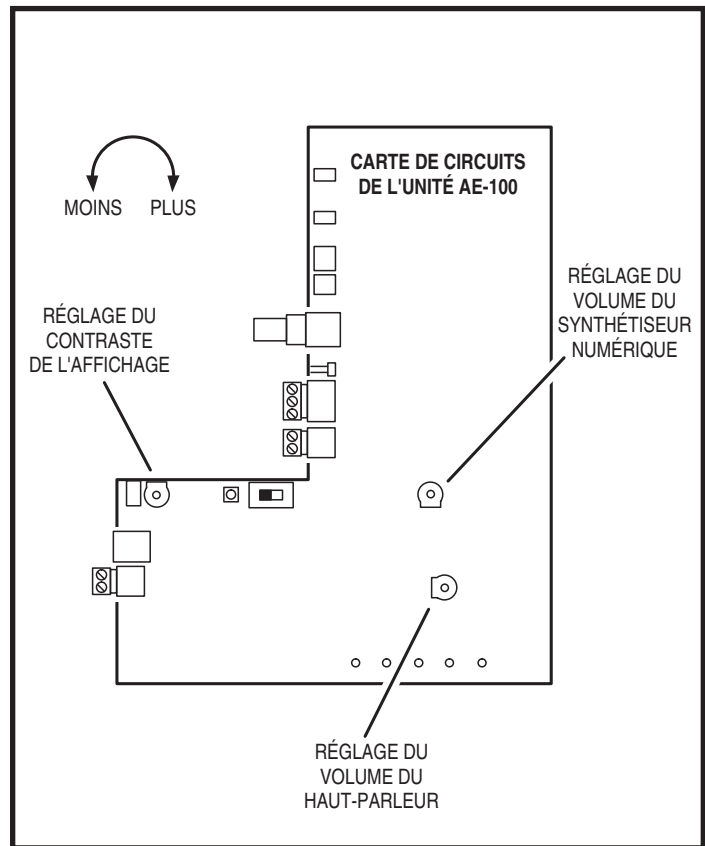 CARTE DE CIRCUITS
DE L'UNITÉ AE-100
MOINS PLUS
RÉGLAGE DU
VOLUME DU
SYNTHÉTISEUR
NUMÉRIQUE
RÉGLAGE DU
CONTRASTE
DE L'AFFICHAGE
RÉGLAGE DU
VOLUME DU
HAUT-PARLEUR